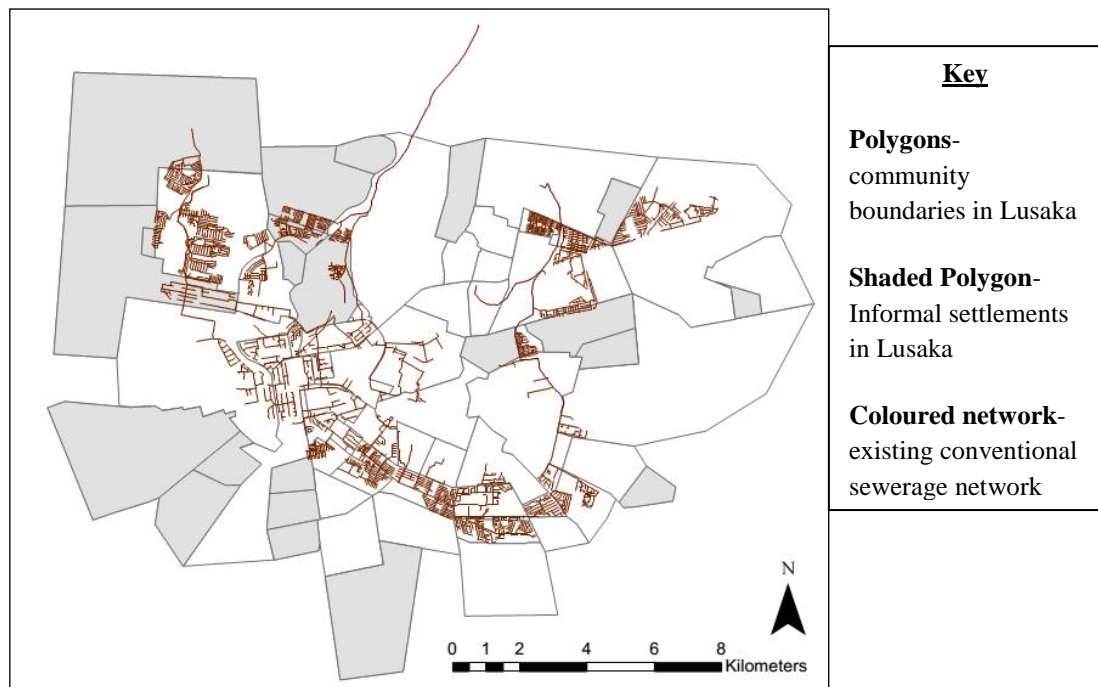 Key
Polygons-
community
boundaries in Lusaka
Shaded Polygon-
Informal settlements
in Lusaka
Coloured network-
existing conventional
sewerage network
N
0 1 2 4 6 8
Kilometers